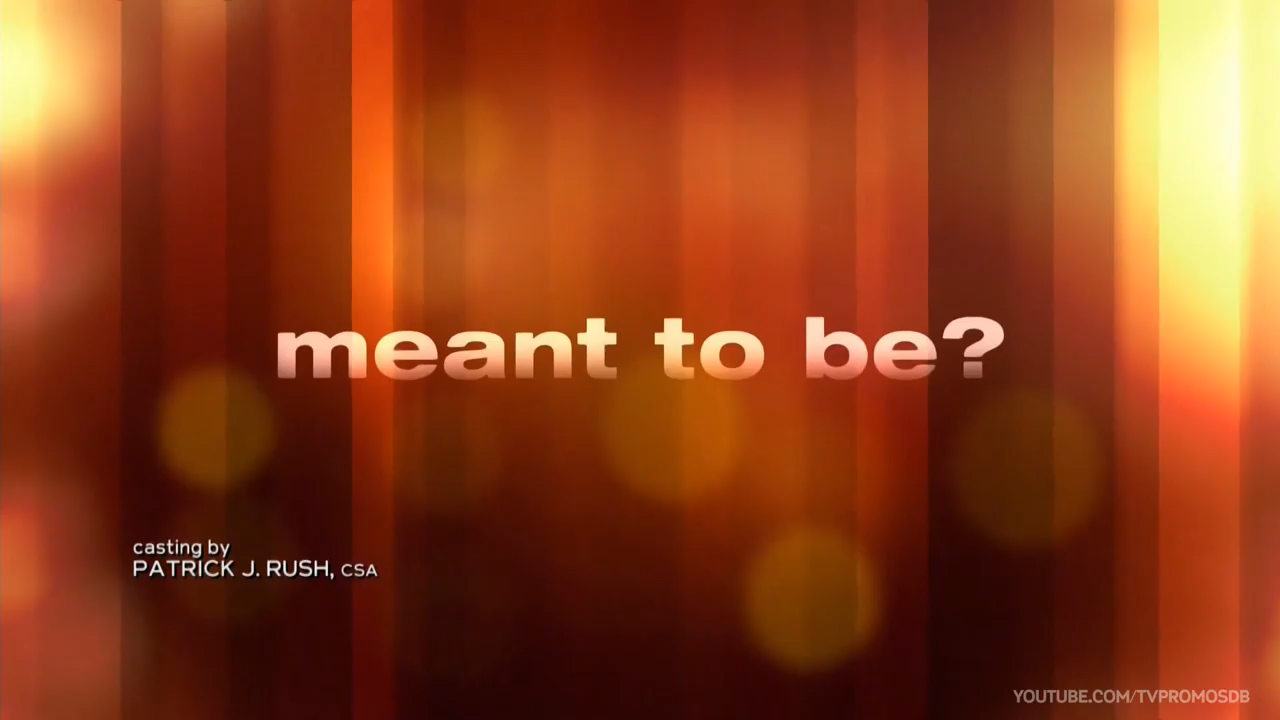 meant to be?
casting by
PATRICK J. RUSH, CSA
YOUTUBE.COM/TVPROMOSDB